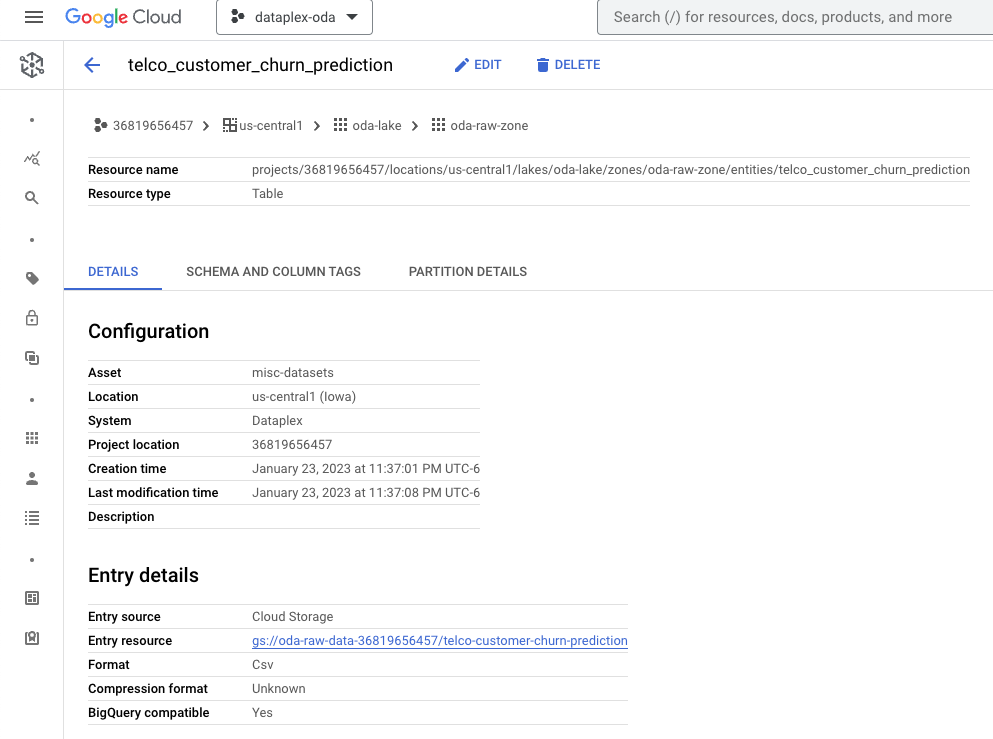 Google Cloud dataplex-oda Search (/) for resources, docs, products, and more
telco_customer_churn_prediction EDIT DELETE
36819656457 us-central1 oda-lake oda-raw-zone
Resource name projects/36819656457/locations/us-central1/lakes/oda-lake/zones/oda-raw-zone/entities/telco_customer_churn_prediction
Resource type Table
DETAILS SCHEMA AND COLUMN TAGS PARTITION DETAILS
Configuration
Asset misc-datasets
Location us-central1 (Iowa)
System Dataplex
Project location 36819656457
Creation time January 23, 2023 at 11:37:01 PM UTC-6
Last modification time January 23, 2023 at 11:37:08 PM UTC-6
Description
Entry details
Entry source Cloud Storage
Entry resource gs://oda-raw-data-36819656457/telco-customer-churn-prediction
Format Csv
Compression format Unknown
BigQuery compatible Yes